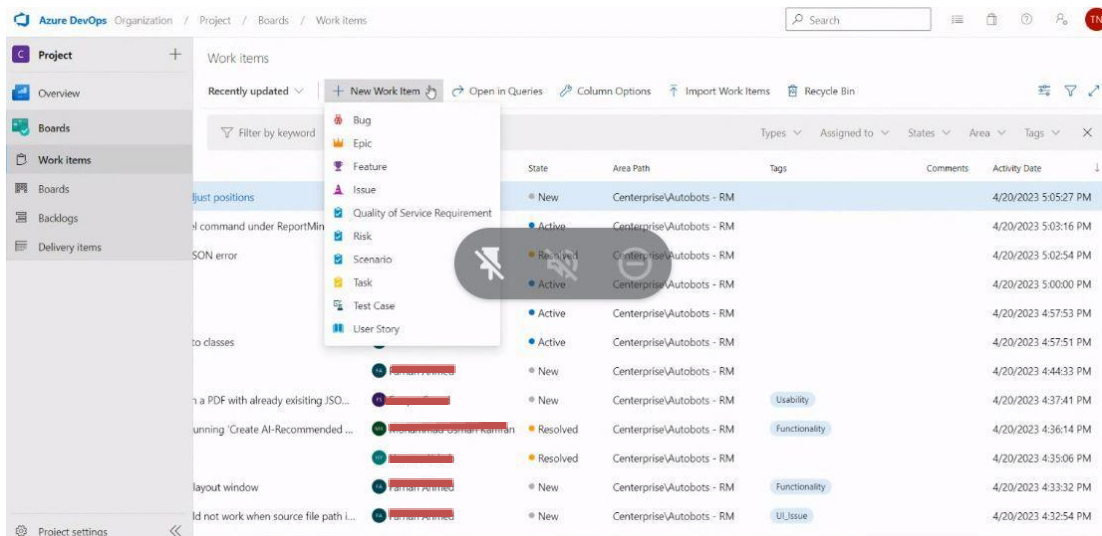 Azure DevOps Organization / Project / Boards / Work items
Search
TN
C Project
Work items
Overview
Recently updated
New Work Item
Open in Queries
Column Options
Import Work Items
Recycle Bin
Boards
Filter by keyword
Types
Assigned to
States
Area
Tags
Bug
Epic
Feature
Issue
Quality of Service Requirement
Risk
Scenario
Task
Test Case
User Story
Work items
Boards
Backlogs
Delivery items
State Area Path Tags Comments Activity Date
just positions New Centerprise\Autobots - RM 4/20/2023 5:05:27 PM
command under ReportMin Active Centerprise\Autobots - RM 4/20/2023 5:03:16 PM
SON error Resolved Centerprise\Autobots - RM 4/20/2023 5:02:54 PM
Active Centerprise\Autobots - RM 4/20/2023 5:00:00 PM
Active Centerprise\Autobots - RM 4/20/2023 4:57:53 PM
to classes Active Centerprise\Autobots - RM 4/20/2023 4:57:51 PM
New Centerprise\Autobots - RM 4/20/2023 4:44:33 PM
a PDF with already exisiting JSO... New Centerprise\Autobots - RM Usability 4/20/2023 4:37:41 PM
unning 'Create AI-Recommended ... Resolved Centerprise\Autobots - RM Functionality 4/20/2023 4:36:14 PM
Resolved Centerprise\Autobots - RM 4/20/2023 4:35:06 PM
layout window New Centerprise\Autobots - RM Functionality 4/20/2023 4:33:32 PM
ld not work when source file path i... New Centerprise\Autobots - RM UI_Issue 4/20/2023 4:32:54 PM
Project settings